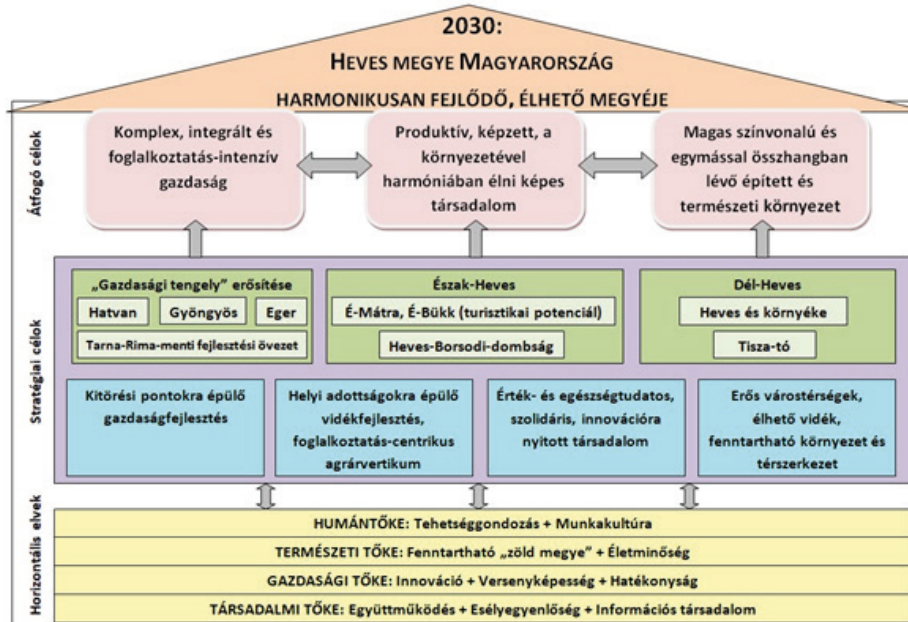 2030:
HEVES MEGYE MAGYARORSZÁG
HARMONIKUSAN FEJLŐDŐ, ÉLHETŐ MEGYÉJE
Átfogó célok
Komplex, integrált és
foglalkoztatás-intenzív
gazdaság
Produktív, képzett, a
környezetével
harmóniában élni képes
társadalom
Magas színvonalú és
egymással összhangban
lévő épített és
természeti környezet
Stratégiai célok
„Gazdasági tengely” erősítése
Hatvan
Gyöngyös
Eger
Tarna-Rima-menti fejlesztési övezet
Észak-Heves
É-Mátra, É-Bükk (turisztikai potenciál)
Heves-Borsodi-dombság
Dél-Heves
Heves és környéke
Tisza-tó
Kitörési pontokra épülő
gazdaságfejlesztés
Helyi adottságokra épülő
vidékfejlesztés,
foglalkoztatás-centrikus
agrárvertikum
Érték- és egészségtudatos,
szolidáris, innovációra
nyitott társadalom
Erős várostérségek,
élhető vidék,
fenntartható környezet és
térszerkezet
Horizontális elvek
HUMÁNTŐKE: Tehetséggondozás + Munkakultúra
TERMÉSZETI TŐKE: Fenntartható „zöld megye” + Életminőség
GAZDASÁGI TŐKE: Innováció + Versenyképesség + Hatékonyság
TÁRSADALMI TŐKE: Együttműködés + Esélyegyenlőség + Információs társadalom